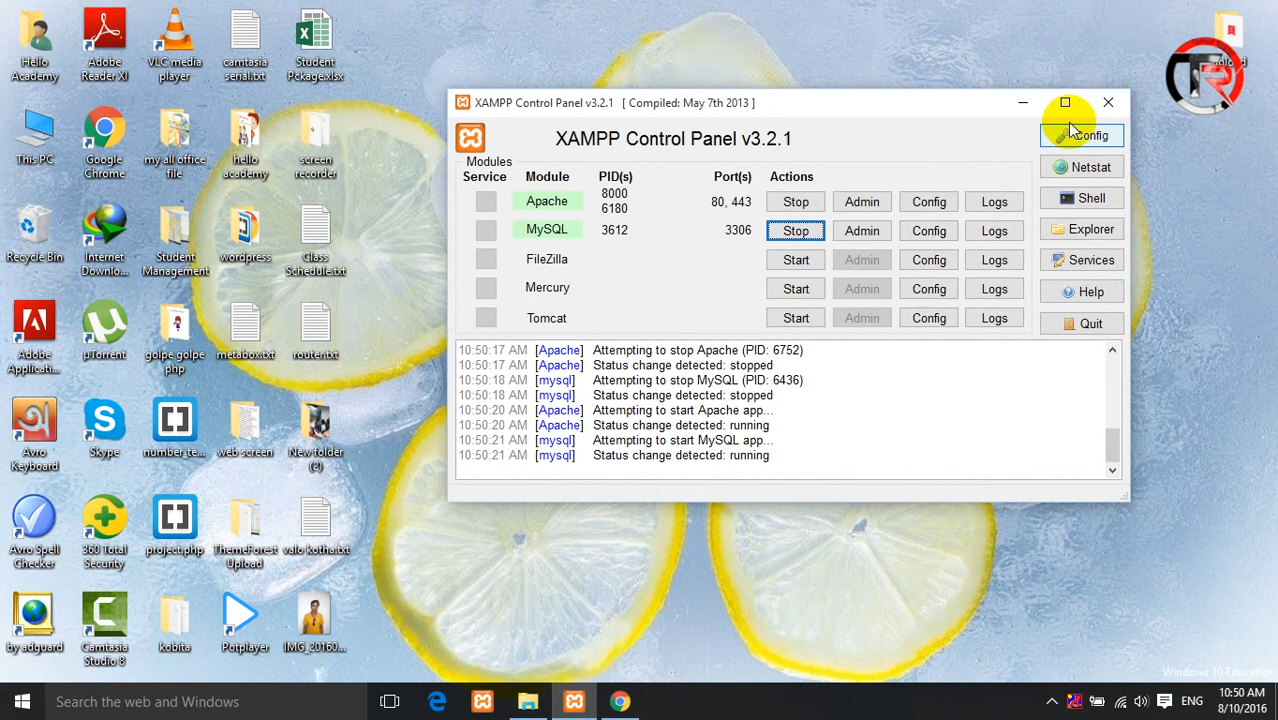 Hello
Academy
Adobe
Reader XI
VLC media
player
camtasia
serial.txt
Student
Pckage.xlsx
This PC
Google
Chrome
my all office
file
hello
academy
screen
recorder
Recycle Bin
Internet
Downlo...
Student
Management
wordpress
Class
Schedule.txt
Adobe
Applicati...
µTorrent
golpe golpe
php
metabox.txt
router.txt
Avro
Keyboard
Skype
number_te...
web screen
New folder
(2)
Avro Spell
Checker
360 Total
Security
project.php
ThemeForest
Upload
valo kotha.txt
by adguard
Camtasia
Studio 8
kobita
Potplayer
IMG_20160...
XAMPP Control Panel v3.2.1 [ Compiled: May 7th 2013 ]
XAMPP Control Panel v3.2.1
Config
Modules
Service Module PID(s) Port(s) Actions
Netstat
Apache 8000 6180 80, 443 Stop Admin Config Logs
Shell
MySQL 3612 3306 Stop Admin Config Logs
Explorer
FileZilla Start Admin Config Logs
Services
Mercury Start Admin Config Logs
Help
Tomcat Start Admin Config Logs
Quit
10:50:17 AM [Apache] Attempting to stop Apache (PID: 6752)
10:50:17 AM [Apache] Status change detected: stopped
10:50:18 AM [mysql] Attempting to stop MySQL (PID: 6436)
10:50:18 AM [mysql] Status change detected: stopped
10:50:20 AM [Apache] Attempting to start Apache app...
10:50:20 AM [Apache] Status change detected: running
10:50:21 AM [mysql] Attempting to start MySQL app...
10:50:21 AM [mysql] Status change detected: running
Windows 10 Education
Search the web and Windows
ENG
10:50 AM
8/10/2016